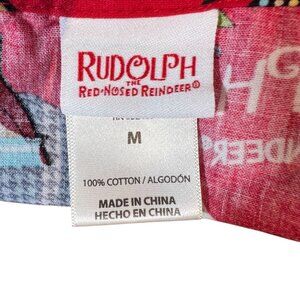 RUDOLPH
THE
RED-NOSED REINDEER®
M
100% COTTON / ALGODÓN
MADE IN CHINA
HECHO EN CHINA